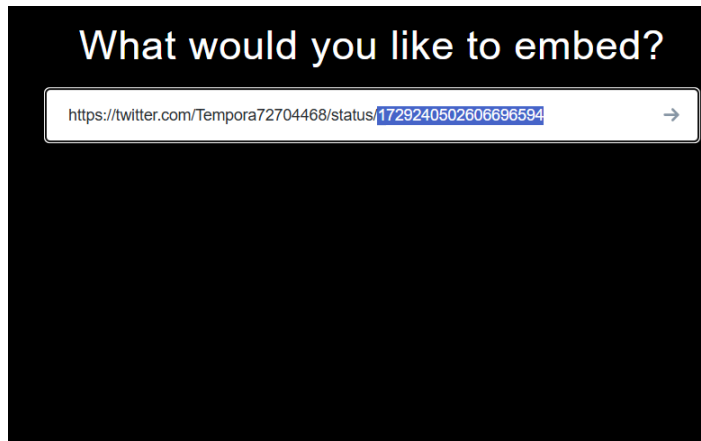 What would you like to embed?
https://twitter.com/Tempora72704468/status/1729240502606696594